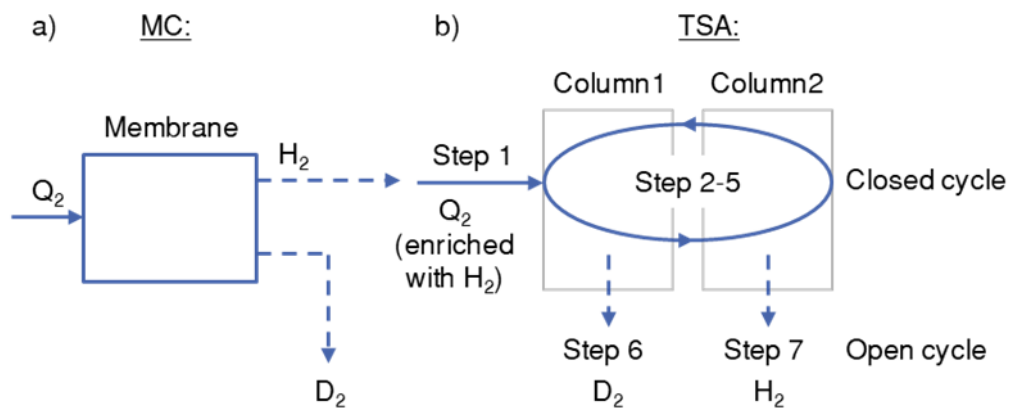 a) MC:
Membrane
Q₂
H₂
D₂
b) TSA:
Column1 Column2
Step 1
Q₂
(enriched
with H₂)
Step 2-5
Closed cycle
Step 6 Step 7 Open cycle
D₂ H₂